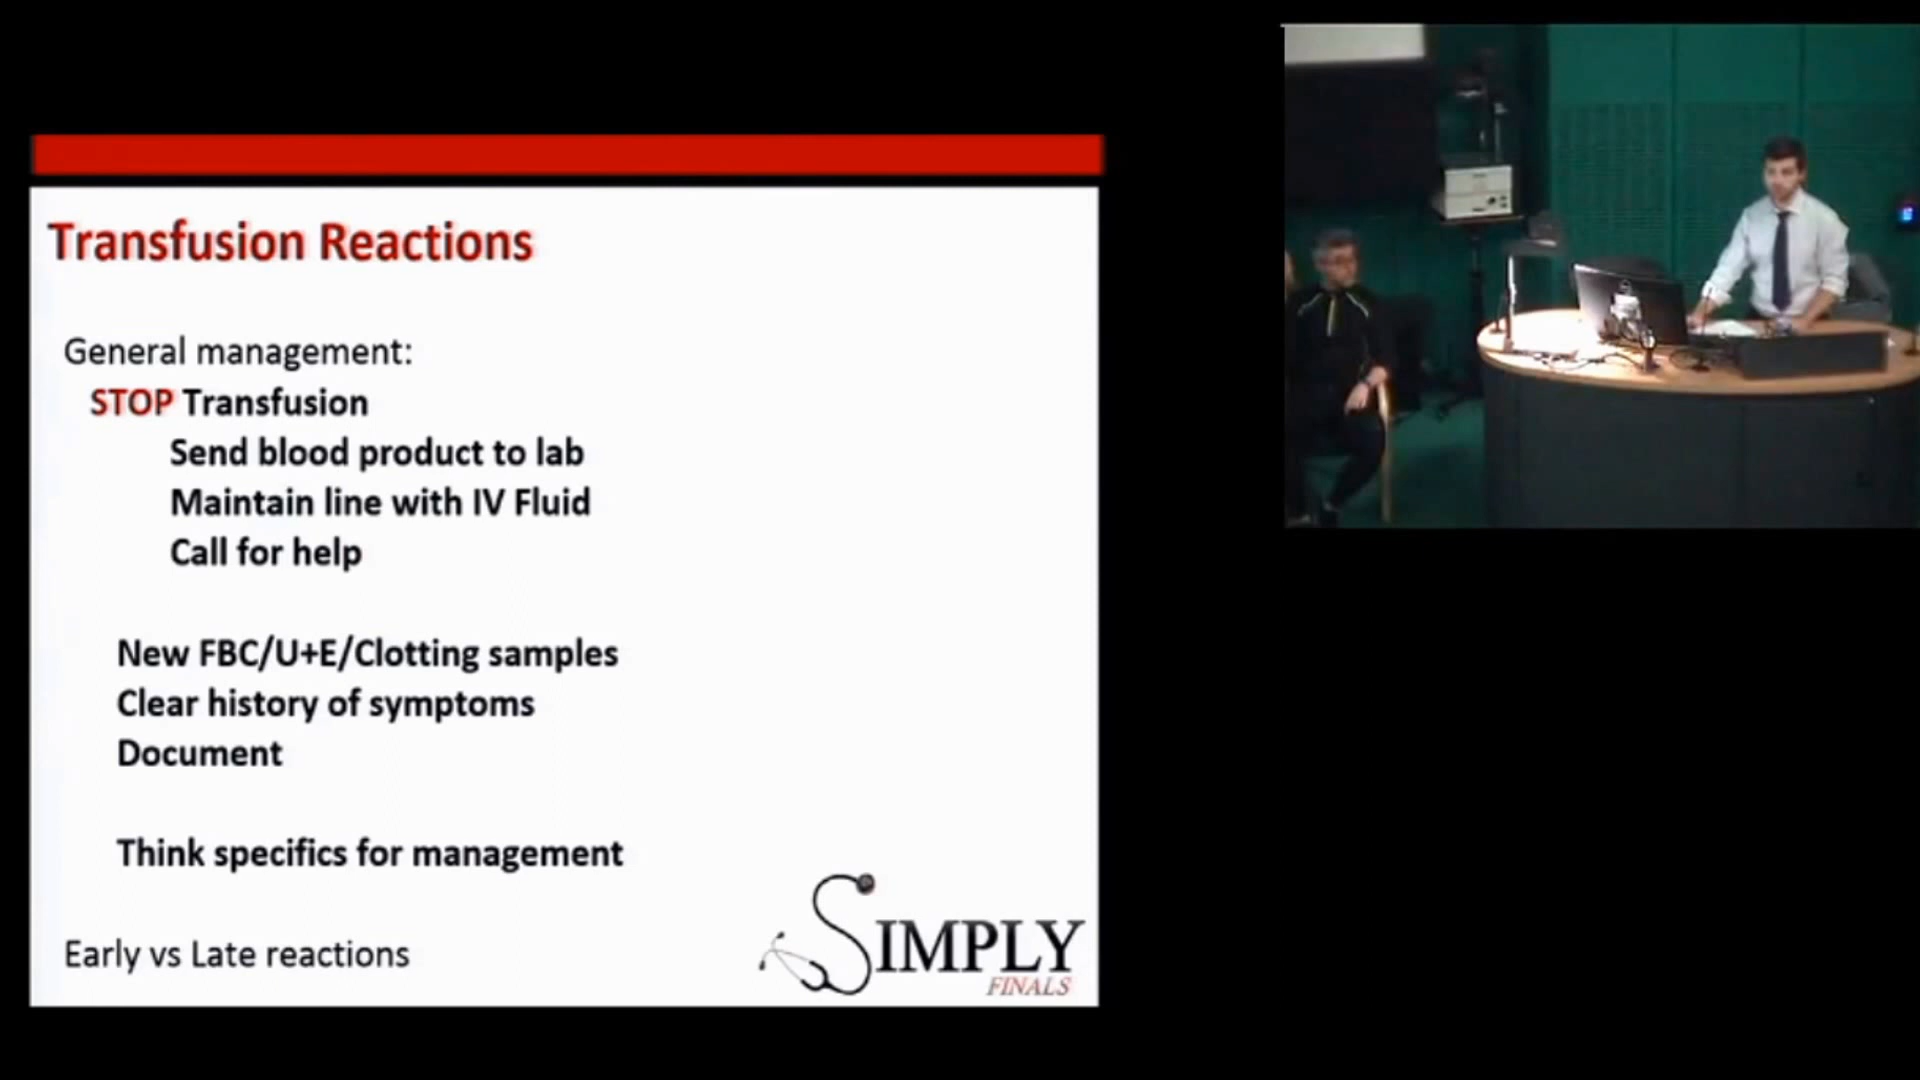 Transfusion Reactions
General management:
STOP Transfusion
Send blood product to lab
Maintain line with IV Fluid
Call for help
New FBC/U+E/Clotting samples
Clear history of symptoms
Document
Think specifics for management
Early vs Late reactions
SIMPLY
FINALS